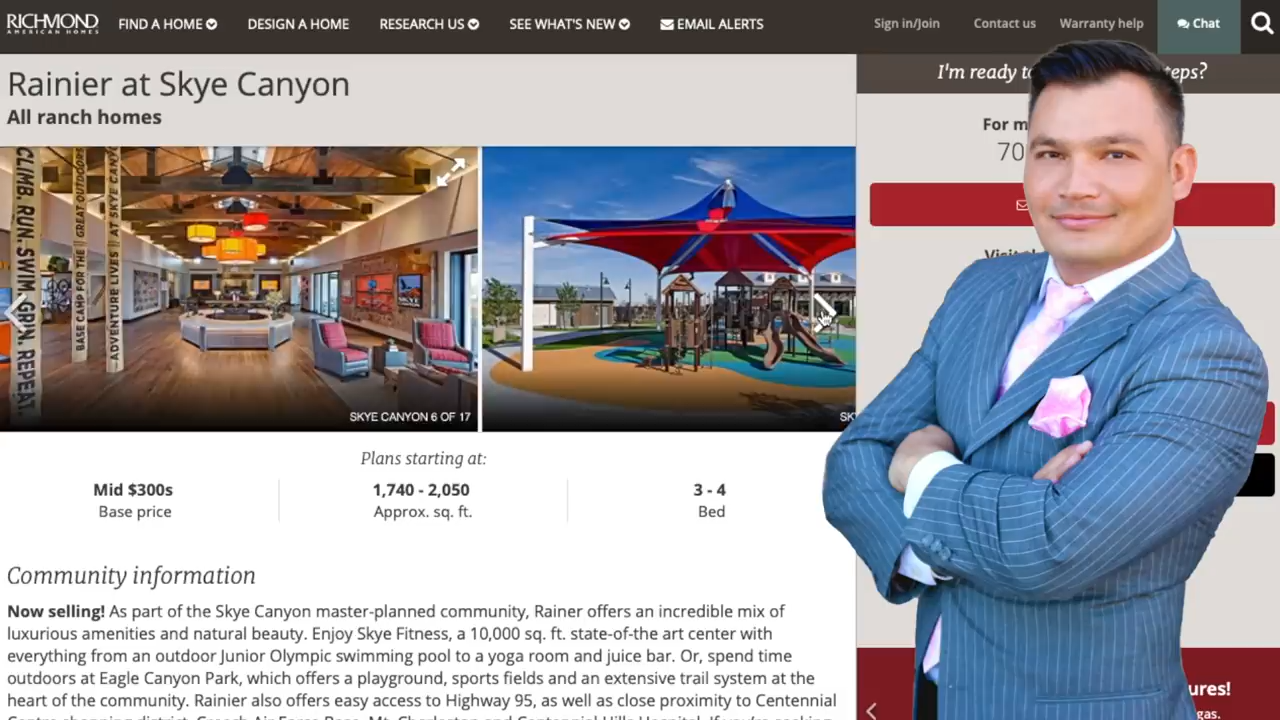 RICHMOND
AMERICAN HOMES
FIND A HOME
DESIGN A HOME
RESEARCH US
SEE WHAT'S NEW
EMAIL ALERTS
Sign in/Join
Contact us
Warranty help
Chat
Rainier at Skye Canyon
All ranch homes
I'm ready
teps?
For m
70
CLIMB. RUN. SWIM. GRIN. REPEAT.
BASE CAMP FOR THE GREAT OUTDOORS
ADVENTURE LIVES AT SKYE CANY
SKYE CANYON 6 OF 17
SK
Plans starting at:
Mid $300s
Base price
1,740 - 2,050
Approx. sq. ft.
3 - 4
Bed
Community information
Now selling! As part of the Skye Canyon master-planned community, Rainer offers an incredible mix of
luxurious amenities and natural beauty. Enjoy Skye Fitness, a 10,000 sq. ft. state-of-the art center with
everything from an outdoor Junior Olympic swimming pool to a yoga room and juice bar. Or, spend time
outdoors at Eagle Canyon Park, which offers a playground, sports fields and an extensive trail system at the
heart of the community. Rainier also offers easy access to Highway 95, as well as close proximity to Centennial
ures!
gas.